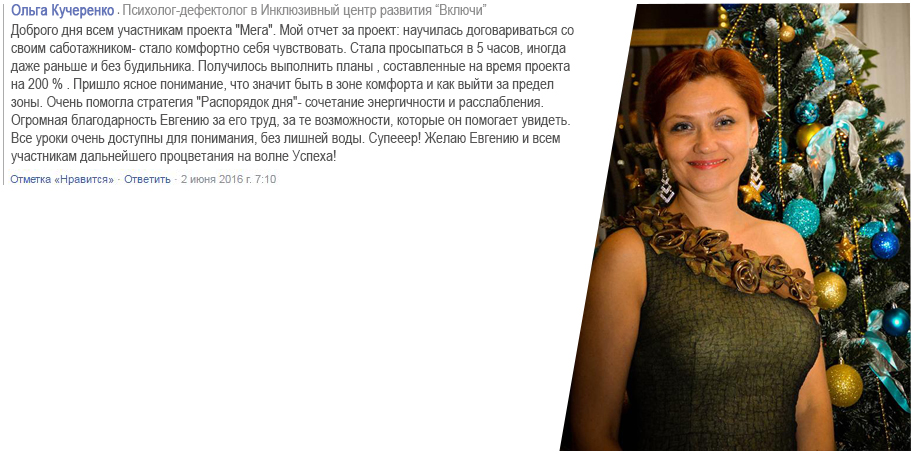 Ольга Кучеренко · Психолог-дефектолог в Инклюзивный центр развития “Включи”
Доброго дня всем участникам проекта "Мега". Мой отчет за проект: научилась договариваться со
своим саботажником- стало комфортно себя чувствовать. Стала просыпаться в 5 часов, иногда
даже раньше и без будильника. Получилось выполнить планы , составленные на время проекта
на 200 % . Пришло ясное понимание, что значит быть в зоне комфорта и как выйти за предел
зоны. Очень помогла стратегия "Распорядок дня"- сочетание энергичности и расслабления.
Огромная благодарность Евгению за его труд, за те возможности, которые он помогает увидеть.
Все уроки очень доступны для понимания, без лишней воды. Супееер! Желаю Евгению и всем
участникам дальнейшего процветания на волне Успеха!
Отметка «Нравится» · Ответить · 2 июня 2016 г. 7:10